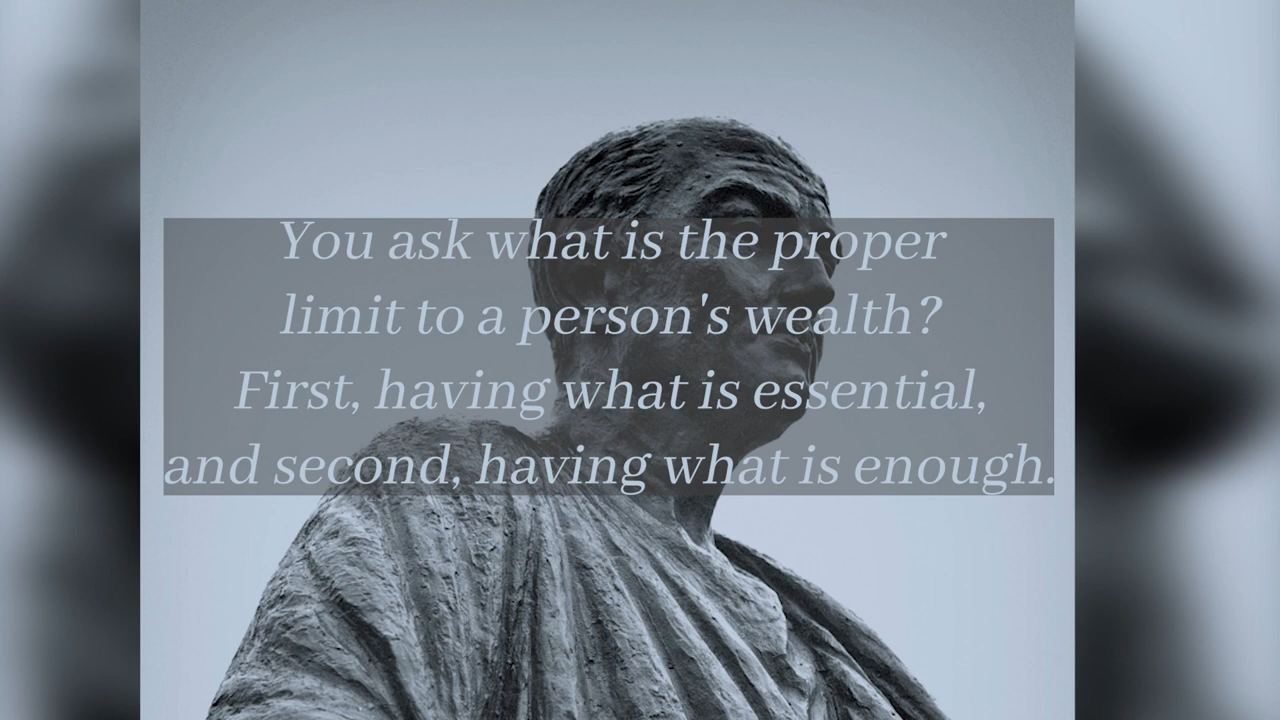 You ask what is the proper
limit to a person's wealth?
First, having what is essential,
and second, having what is enough.